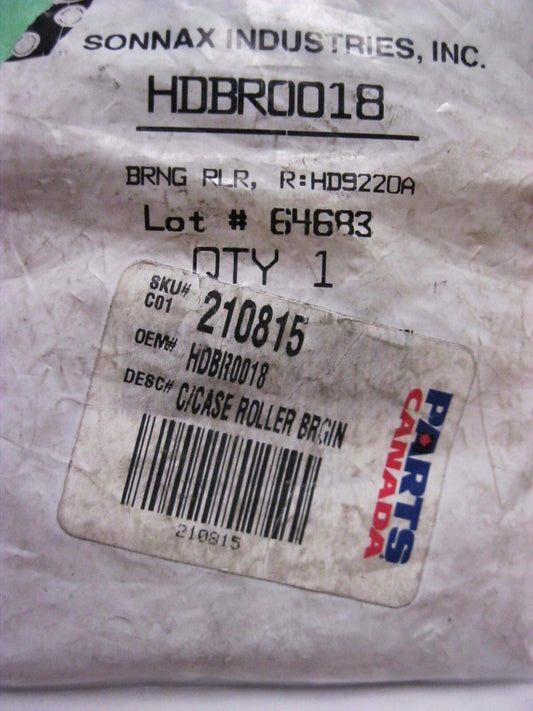 SONNAX INDUSTRIES, INC.
HDBR0018
BRNG RLR, R:HD9220A
Lot # 64683
QTY 1
SKU# 210815
C01
OEM# HDBR0018
DESC# C/CASE ROLLER BRGIN
210815
PARTS
CANADA